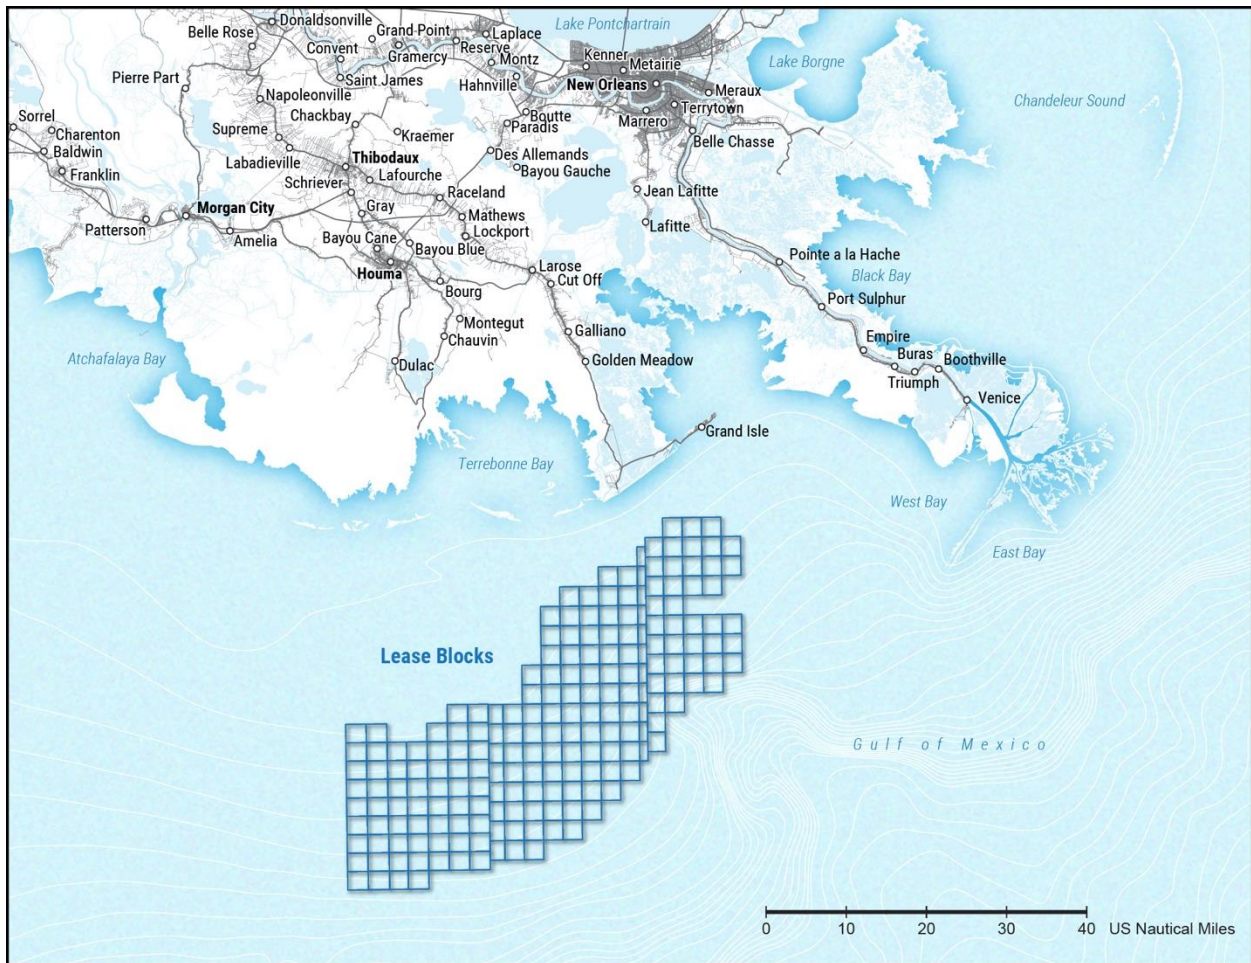 Donaldsonville
Lake Pontchartrain
Belle Rose
Grand Point
Laplace
Convent
Gramercy
Reserve
Montz
Kenner
Metairie
Lake Borgne
Pierre Part
Saint James
Hahnville
New Orleans
Meraux
Napoleonville
Chackbay
Terrytown
Chandeleur Sound
Sorrel
Charenton
Supreme
Kraemer
Boutte
Paradis
Marrero
Belle Chasse
Baldwin
Labadieville
Thibodaux
Des Allemands
Franklin
Lafourche
Bayou Gauche
Schriever
Raceland
Jean Lafitte
Morgan City
Gray
Mathews
Lafitte
Patterson
Amelia
Lockport
Bayou Cane
Bayou Blue
Pointe a la Hache
Houma
Larose
Black Bay
Bourg
Cut Off
Port Sulphur
Montegut
Galliano
Empire
Chauvin
Atchafalaya Bay
Dulac
Golden Meadow
Buras
Boothville
Triumph
Venice
Grand Isle
Terrebonne Bay
West Bay
East Bay
Lease Blocks
Gulf of Mexico
0 10 20 30 40 US Nautical Miles